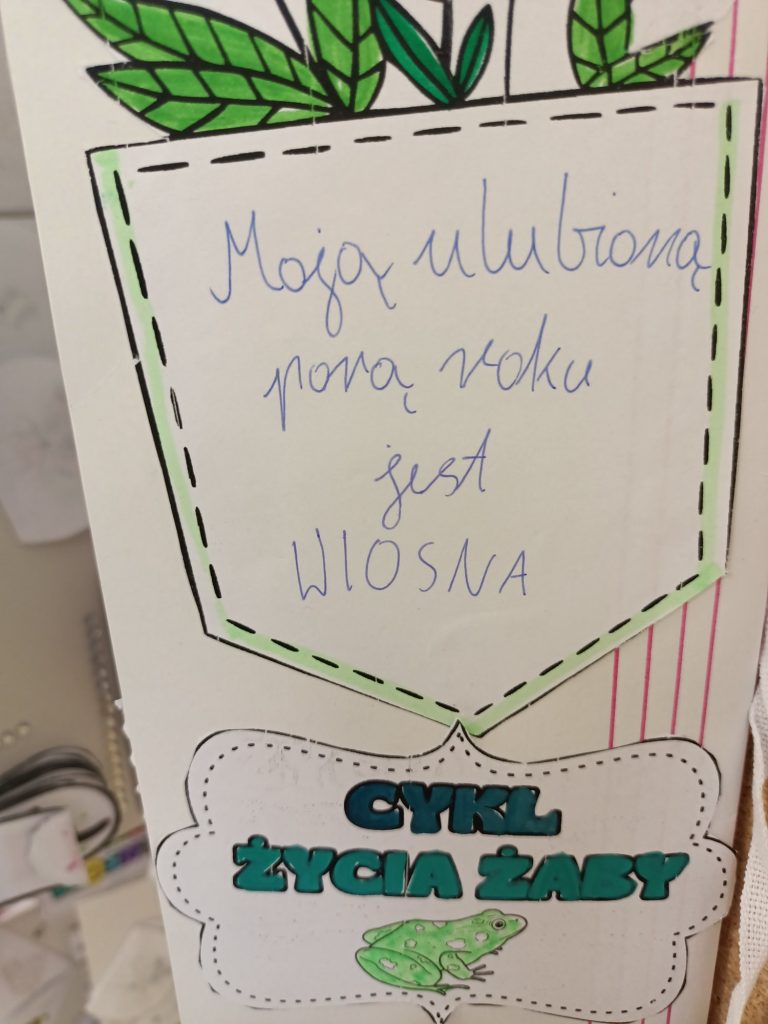 Moją ulubioną
porą roku
jest
WIOSNA
CYKL
ŻYCIA ŻABY